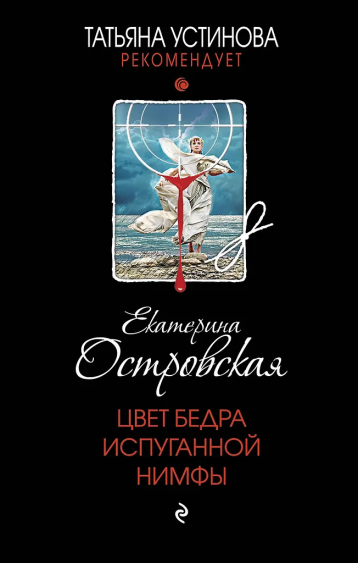 ТАТЬЯНА УСТИНОВА
РЕКОМЕНДУЕТ
Екатерина
Островская
ЦВЕТ БЕДРА
ИСПУГАННОЙ
НИМФЫ